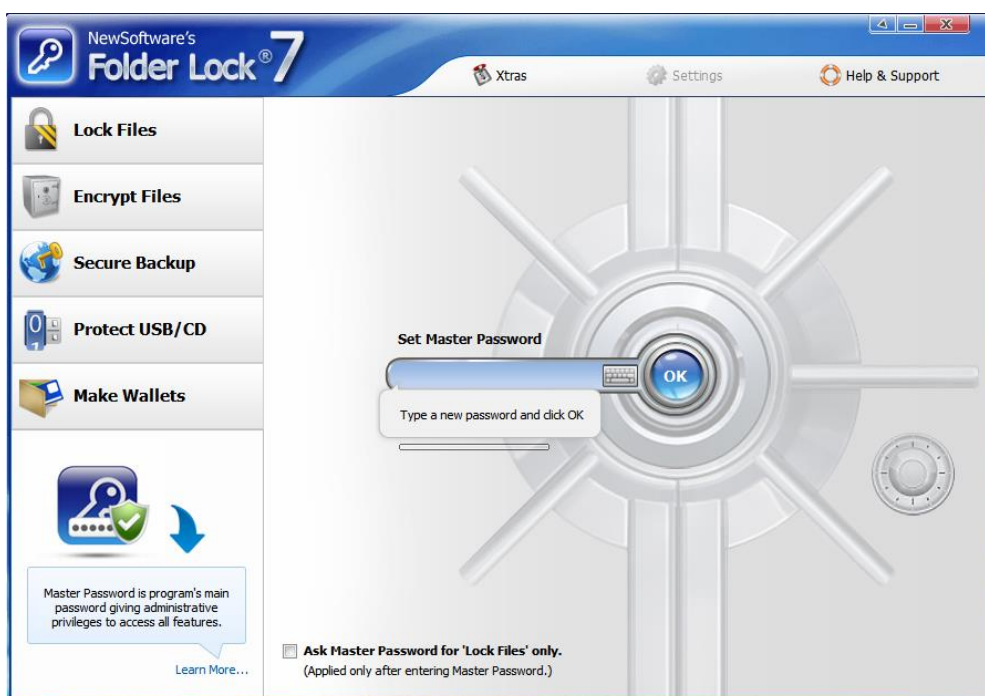 NewSoftware's
Folder Lock®7
Xtras
Settings
Help & Support
Lock Files
Encrypt Files
Secure Backup
Protect USB/CD
Make Wallets
Set Master Password
OK
Type a new password and click OK
Master Password is program's main
password giving administrative
privileges to access all features.
Learn More...
Ask Master Password for 'Lock Files' only.
(Applied only after entering Master Password.)